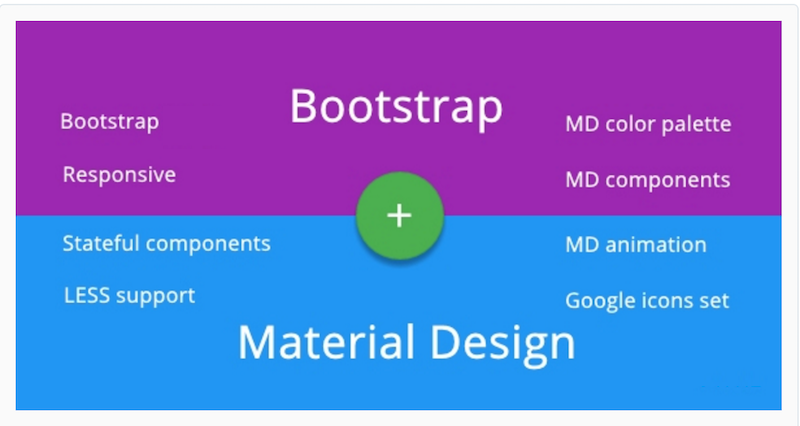 Bootstrap
Bootstrap
MD color palette
Responsive
MD components
+
Stateful components
MD animation
LESS support
Google icons set
Material Design